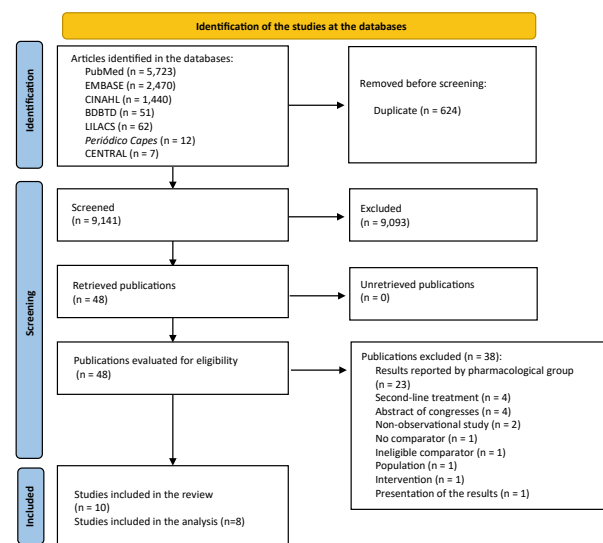 Identification of the studies at the databases
Identification
Articles identified in the databases:
PubMed (n = 5,723)
EMBASE (n = 2,470)
CINAHL (n = 1,440)
BDBTD (n = 51)
LILACS (n = 62)
Periódico Capes (n = 12)
CENTRAL (n = 7)
Removed before screening:
Duplicate (n = 624)
Screening
Screened
(n = 9,141)
Excluded
(n = 9,093)
Retrieved publications
(n = 48)
Unretrieved publications
(n = 0)
Publications evaluated for eligibility
(n = 48)
Publications excluded (n = 38):
Results reported by pharmacological group
(n = 23)
Second-line treatment (n = 4)
Abstract of congresses (n = 4)
Non-observational study (n = 2)
No comparator (n = 1)
Ineligible comparator (n = 1)
Population (n = 1)
Intervention (n = 1)
Presentation of the results (n = 1)
Included
Studies included in the review
(n = 10)
Studies included in the analysis (n=8)